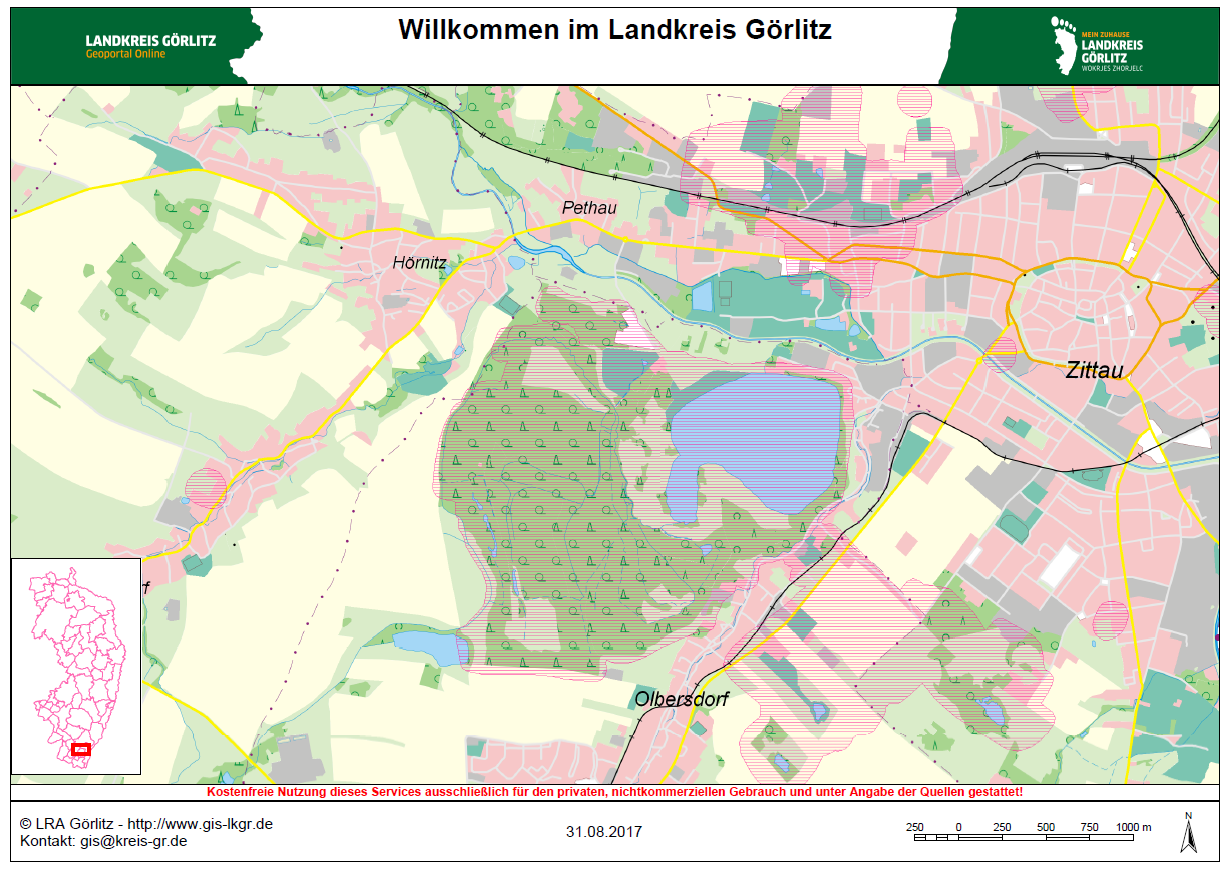 LANDKREIS GÖRLITZ
Geoportal Online
Willkommen im Landkreis Görlitz
MEIN ZUHAUSE
LANDKREIS
GÖRLITZ
WOKRJES ZHORJELC
Pethau
Hörnitz
Zittau
f
Olbersdorf
Kostenfreie Nutzung dieses Services ausschließlich für den privaten, nichtkommerziellen Gebrauch und unter Angabe der Quellen gestattet!
© LRA Görlitz - http://www.gis-lkgr.de
Kontakt: gis@kreis-gr.de
31.08.2017
250 0 250 500 750 1000 m
N